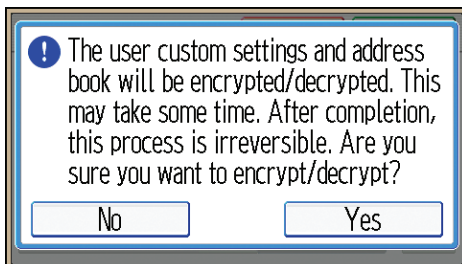 The user custom settings and address
book will be encrypted/decrypted. This
may take some time. After completion,
this process is irreversible. Are you
sure you want to encrypt/decrypt?
No Yes